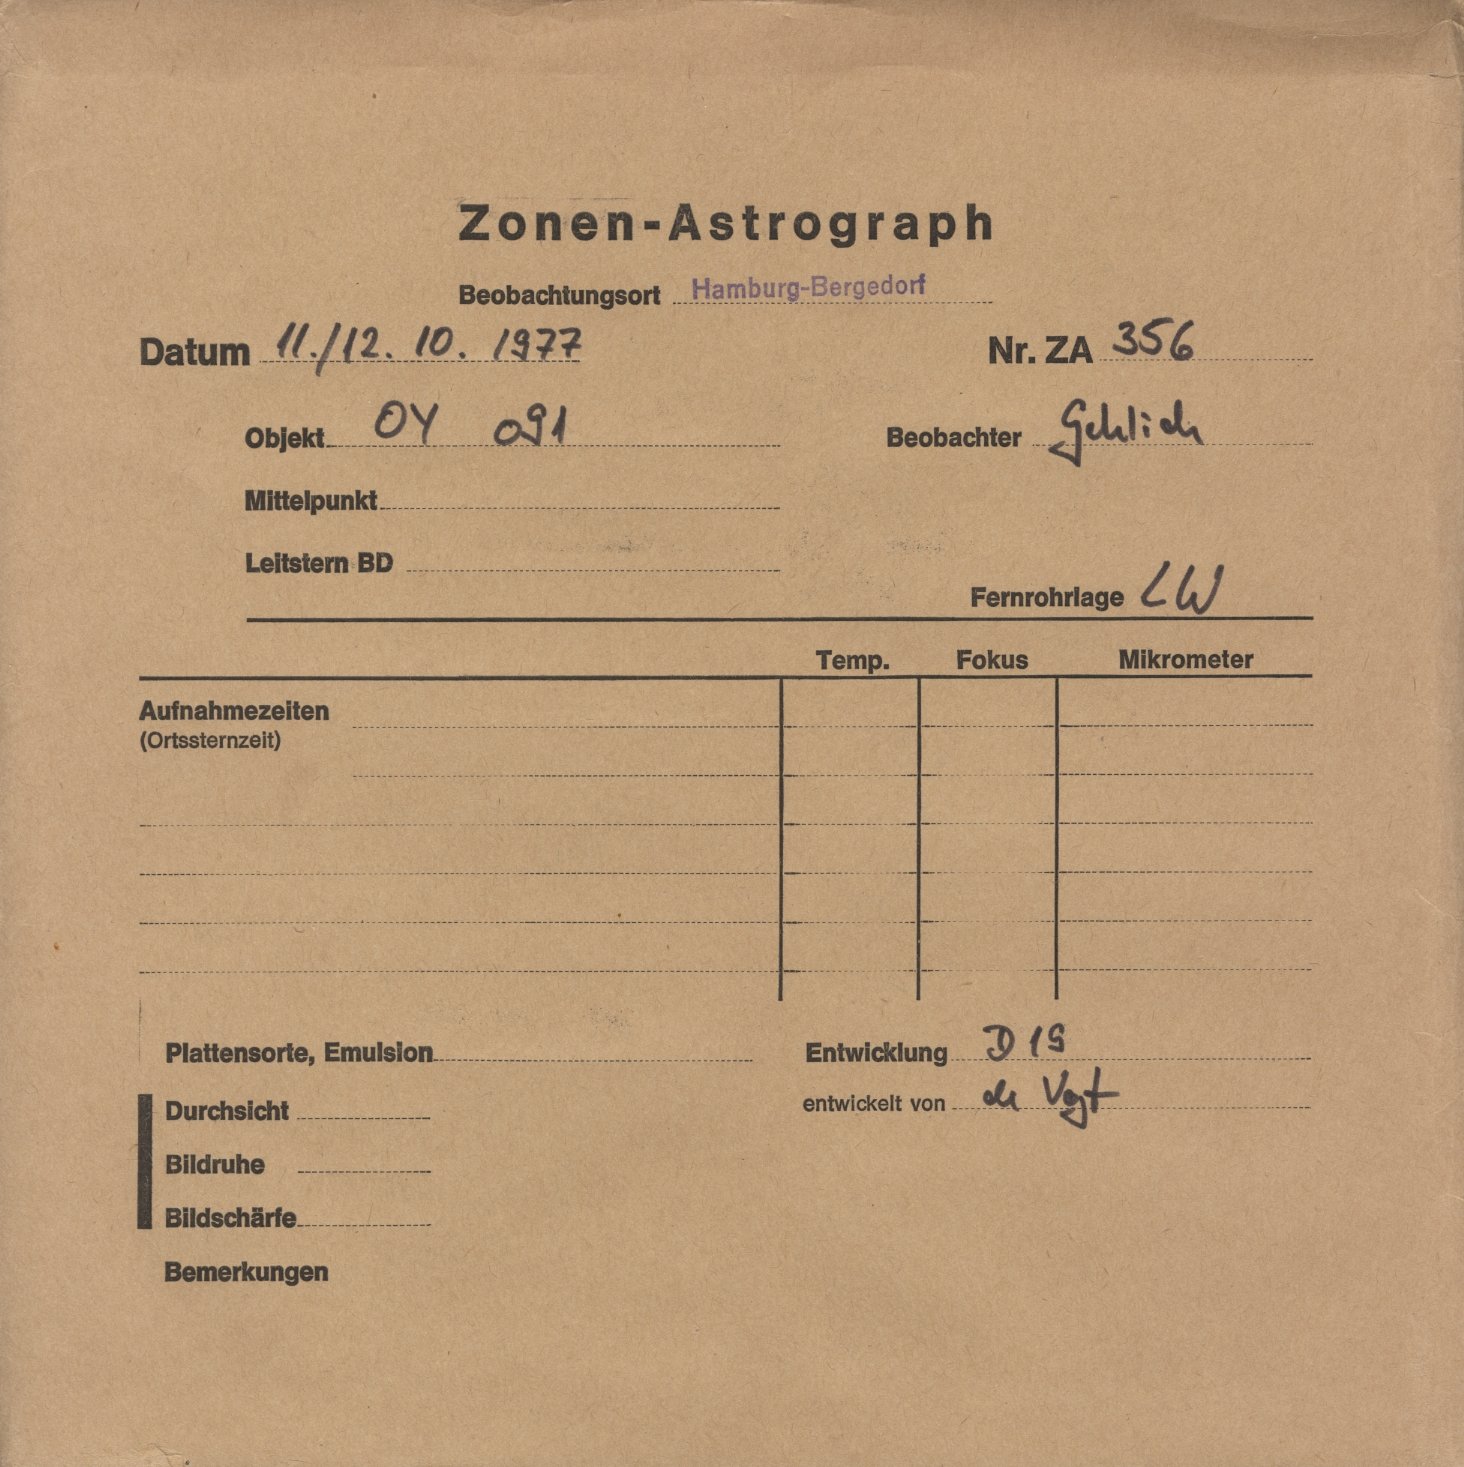 Zonen-Astrograph
Beobachtungsort Hamburg-Bergedorf
Datum 11./12. 10. 1977 Nr. ZA 356
Objekt OY 091 Beobachter Gehlich
Mittelpunkt
Leitstern BD
Fernrohrlage LW
Temp. Fokus Mikrometer
Aufnahmezeiten
(Ortssternzeit)
Plattensorte, Emulsion Entwicklung D 19
Durchsicht entwickelt von de Vegt
Bildruhe
Bildschärfe
Bemerkungen